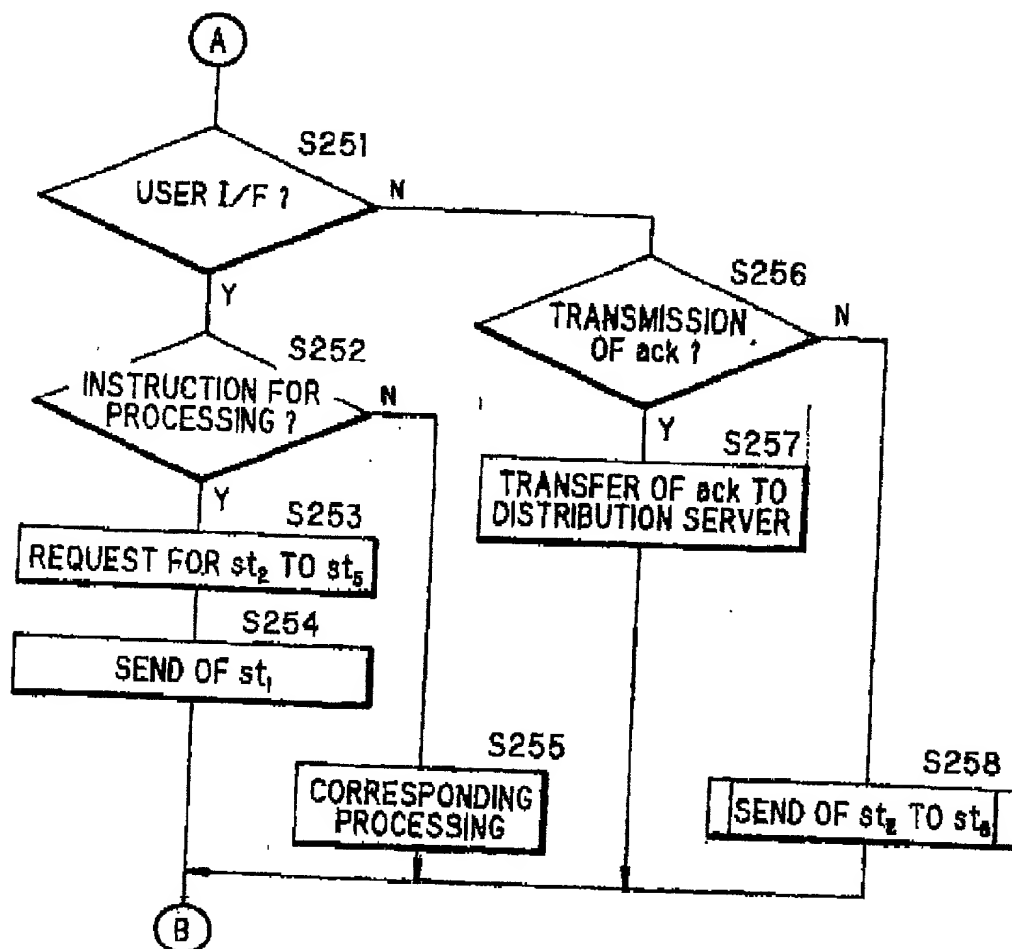 A
S251
USER I/F ?
N
Y
S256
TRANSMISSION
OF ack ?
N
Y
S252
INSTRUCTION FOR
PROCESSING ?
N
Y
S257
TRANSFER OF ack TO
DISTRIBUTION SERVER
S253
REQUEST FOR st₂ TO st₅
S254
SEND OF st₁
S255
CORRESPONDING
PROCESSING
S258
SEND OF st₂ TO st₅
B